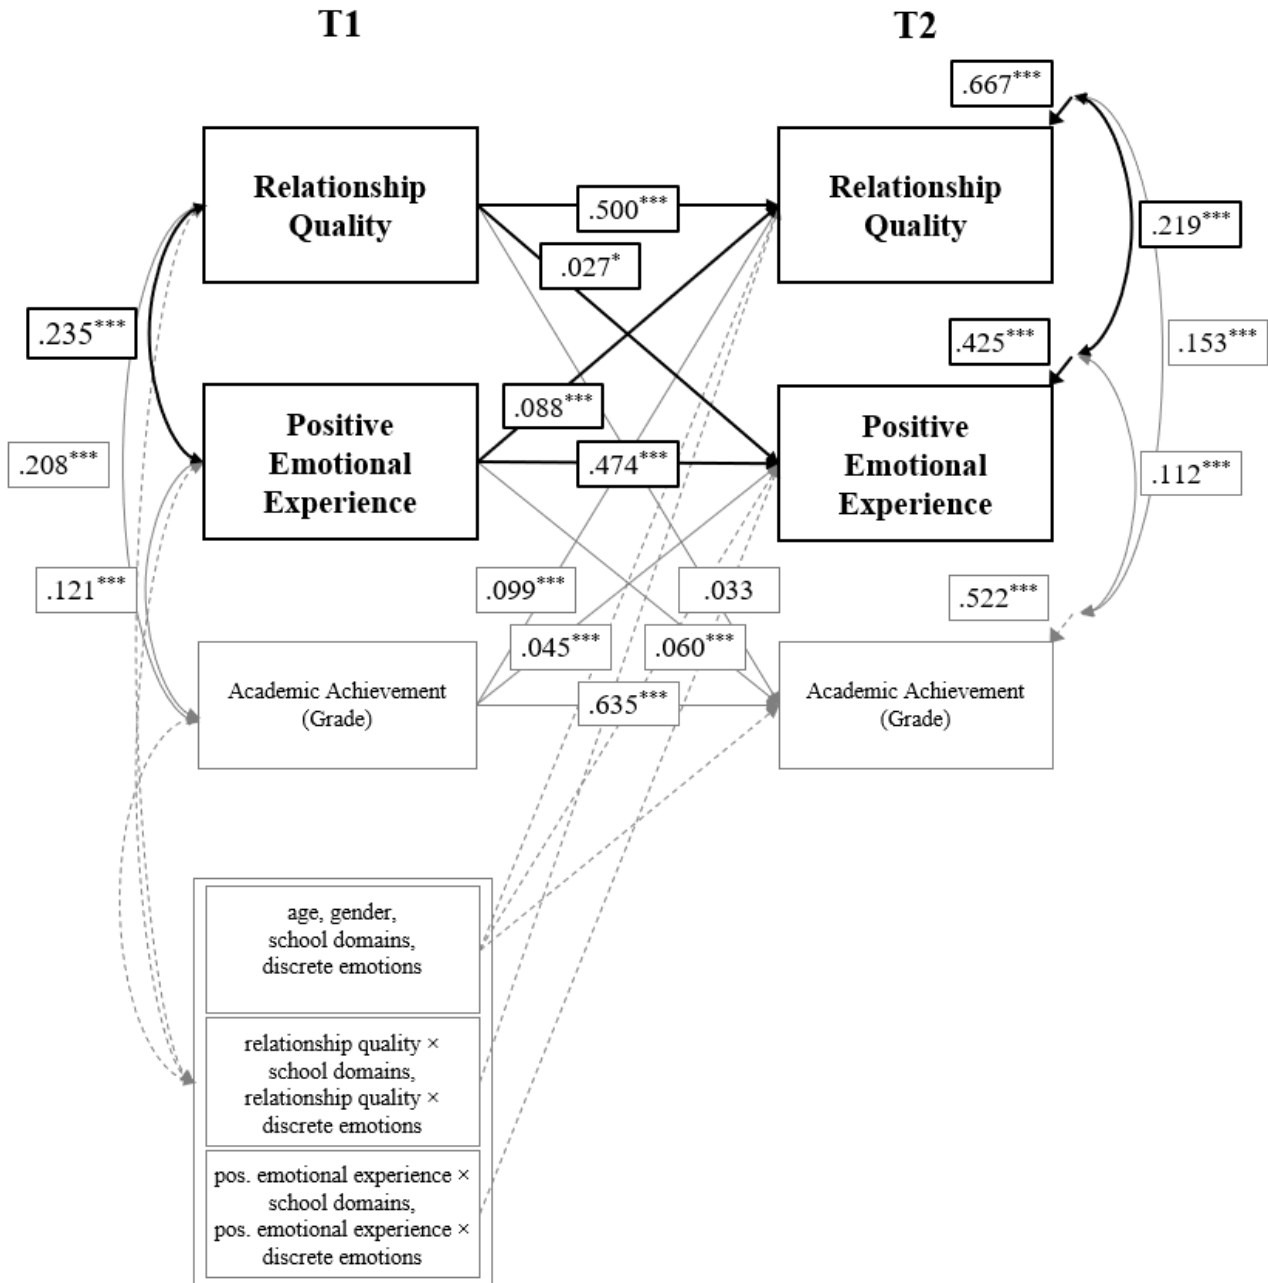 T1
T2
.667***
Relationship
Quality
Relationship
Quality
.500***
.219***
.027*
.235***
.425***
.153***
Positive
Emotional
Experience
.088***
.474***
Positive
Emotional
Experience
.208***
.112***
.121***
.099***
.033
.522***
.045***
.060***
Academic Achievement
(Grade)
.635***
Academic Achievement
(Grade)
age, gender,
school domains,
discrete emotions
relationship quality ×
school domains,
relationship quality ×
discrete emotions
pos. emotional experience ×
school domains,
pos. emotional experience ×
discrete emotions